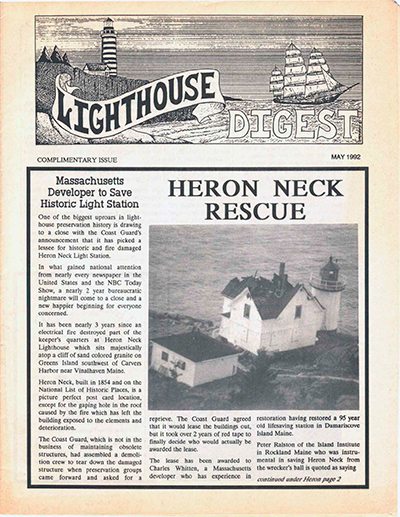 LIGHTHOUSE
DIGEST
COMPLIMENTARY ISSUE
MAY 1992
Massachusetts
Developer to Save
Historic Light Station
HERON NECK
RESCUE
One of the biggest uproars in light-
house preservation history is drawing
to a close with the Coast Guard's
announcement that it has picked a
lessee for historic and fire damaged
Heron Neck Light Station.
In what gained national attention
from nearly every newspaper in the
United States and the NBC Today
Show, a nearly 2 year bureaucratic
nightmare will come to a close and a
new happier beginning for everyone
concerned.
It has been nearly 3 years since an
electrical fire destroyed part of the
keeper's quarters at Heron Neck
Lighthouse which sits majestically
atop a cliff of sand colored granite on
Greens Island southwest of Carvers
Harbor near Vinalhaven Maine.
Heron Neck, built in 1854 and on the
National List of Historic Places, is a
picture perfect post card location,
except for the gaping hole in the roof
caused by the fire which has left the
building exposed to the elements and
deterioration.
The Coast Guard, which is not in the
business of maintaining obsolete
structures, had assembled a demoli-
tion crew to tear down the damaged
structure when preservation groups
came forward and asked for a
reprieve. The Coast Guard agreed
that it would lease the buildings out,
but it took over 2 years of red tape to
finally decide who would actually be
awarded the lease.
The lease has been awarded to
Charles Whitten, a Massachusetts
developer who has experience in
restoration having restored a 95 year
old lifesaving station in Damariscove
Island Maine.
Peter Ralston of the Island Institute
in Rockland Maine who was instru-
mental in saving Heron Neck from
the wrecker's ball is quoted as saying
continued under Heron page 2